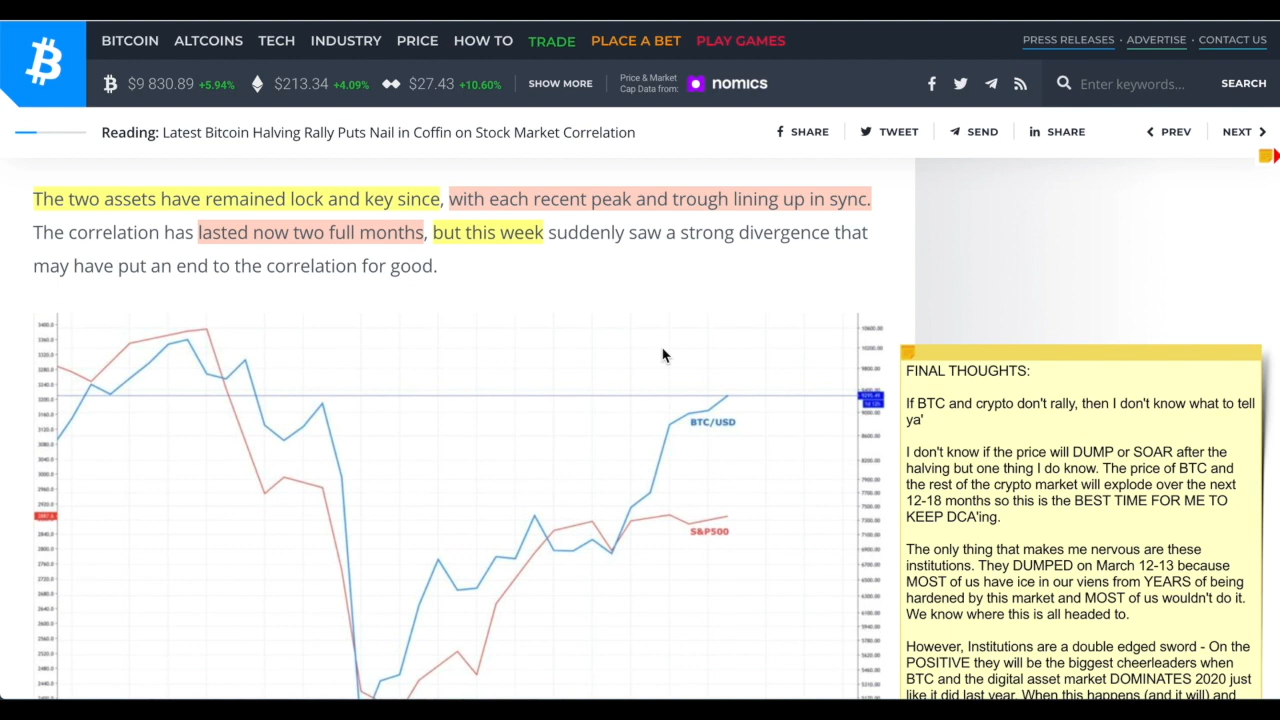 BITCOIN ALTCOINS TECH INDUSTRY PRICE HOW TO TRADE PLACE A BET PLAY GAMES
PRESS RELEASES · ADVERTISE · CONTACT US
$9 830.89 +5.94% $213.34 +4.09% $27.43 +10.60% SHOW MORE
Price & Market
Cap Data from:
nomics
Enter keywords...
SEARCH
Reading: Latest Bitcoin Halving Rally Puts Nail in Coffin on Stock Market Correlation
SHARE TWEET SEND SHARE PREV NEXT
The two assets have remained lock and key since, with each recent peak and trough lining up in sync.
The correlation has lasted now two full months, but this week suddenly saw a strong divergence that
may have put an end to the correlation for good.
BTC/USD
S&P500
FINAL THOUGHTS:
If BTC and crypto don't rally, then I don't know what to tell
ya'
I don't know if the price will DUMP or SOAR after the
halving but one thing I do know. The price of BTC and
the rest of the crypto market will explode over the next
12-18 months so this is the BEST TIME FOR ME TO
KEEP DCA'ing.
The only thing that makes me nervous are these
institutions. They DUMPED on March 12-13 because
MOST of us have ice in our viens from YEARS of being
hardened by this market and MOST of us wouldn't do it.
We know where this is all headed to.
However, Institutions are a double edged sword - On the
POSITIVE they will be the biggest cheerleaders when
BTC and the digital asset market DOMINATES 2020 just
like it did last year. When this happens (and it will) and